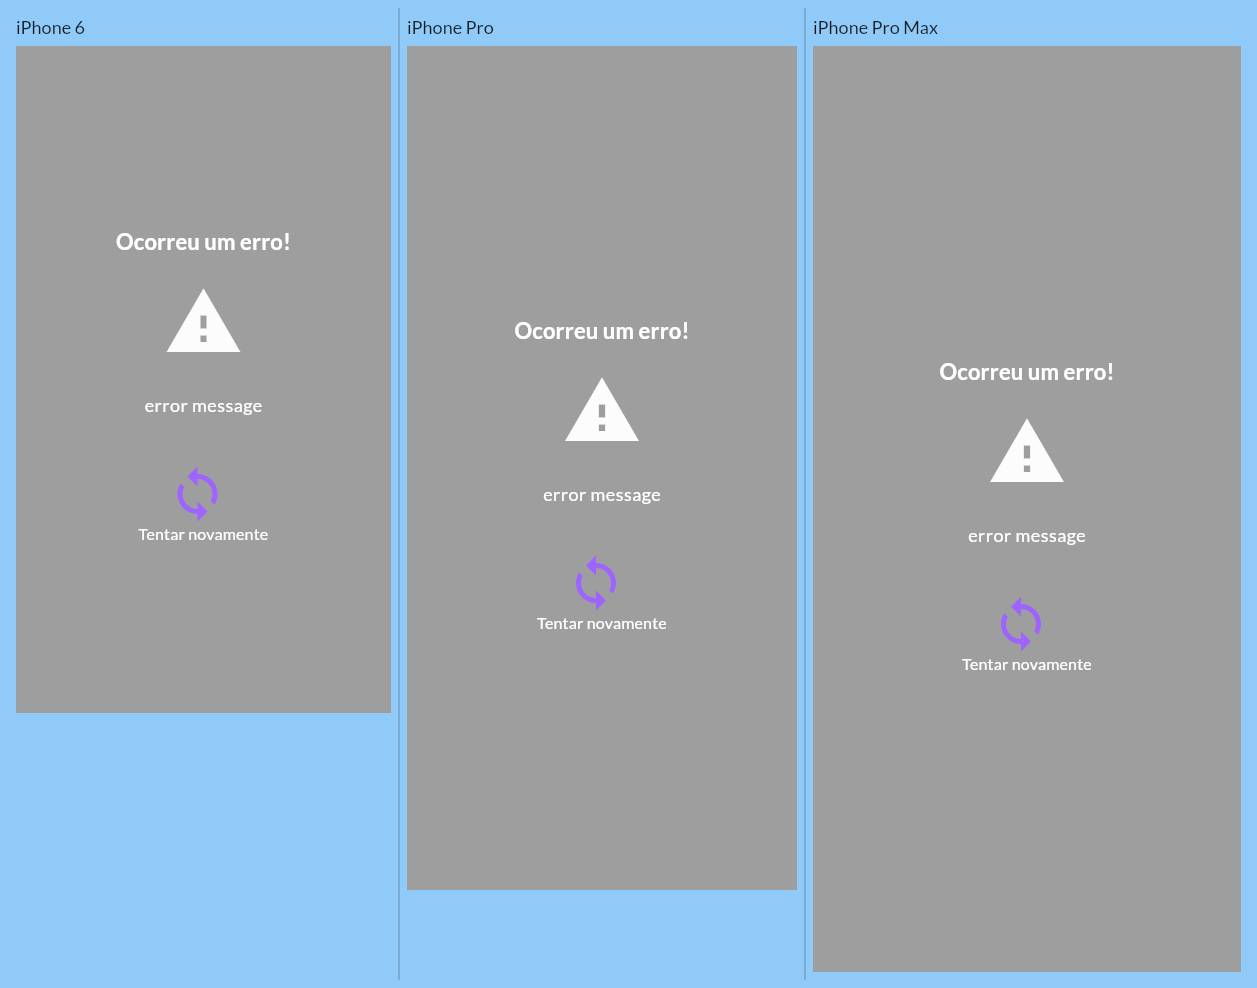 iPhone 6
Ocorreu um erro!
error message
Tentar novamente
iPhone Pro
Ocorreu um erro!
error message
Tentar novamente
iPhone Pro Max
Ocorreu um erro!
error message
Tentar novamente